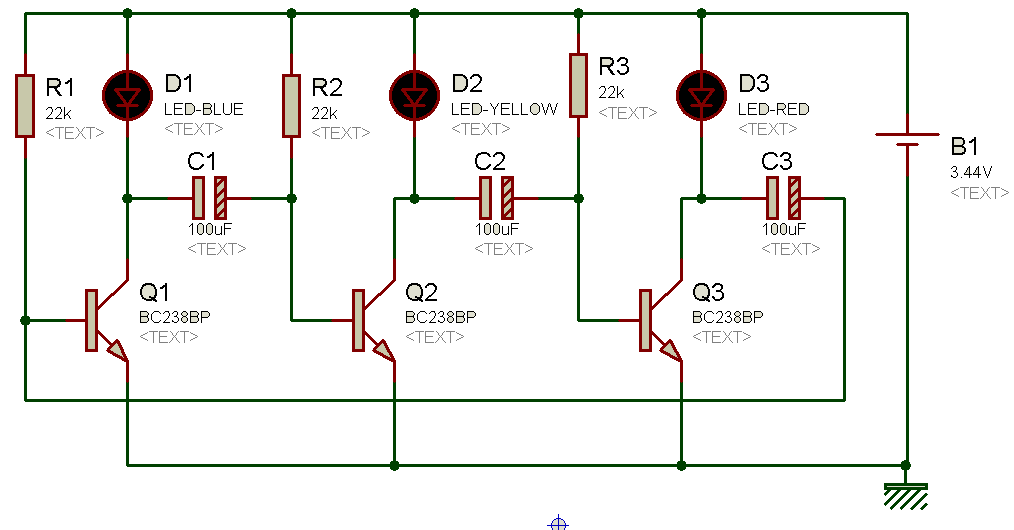 R1
22k
<TEXT>
D1
LED-BLUE
<TEXT>
R2
22k
<TEXT>
D2
LED-YELLOW
<TEXT>
R3
22k
<TEXT>
D3
LED-RED
<TEXT>
B1
3.44V
<TEXT>
C1
100uF
<TEXT>
C2
100uF
<TEXT>
C3
100uF
<TEXT>
Q1
BC238BP
<TEXT>
Q2
BC238BP
<TEXT>
Q3
BC238BP
<TEXT>